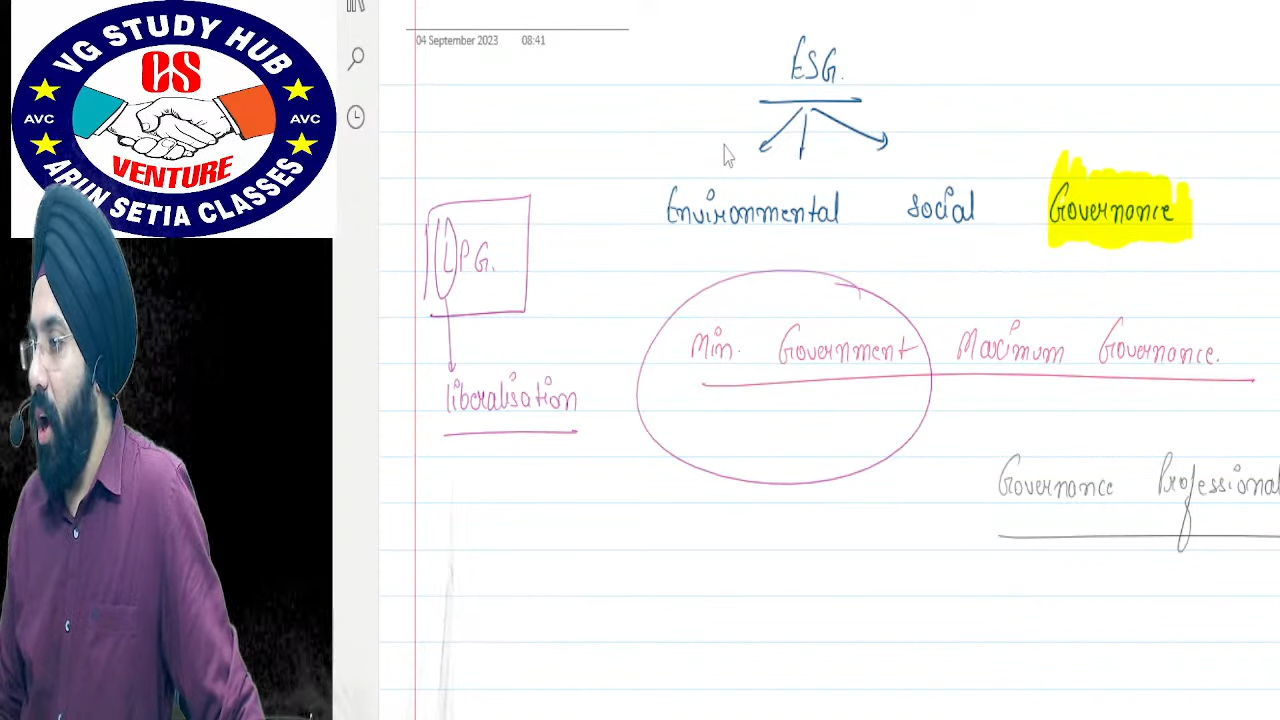 VG STUDY HUB
CS
AVC AVC
VENTURE
ARUN SETIA CLASSES
04 September 2023 08:41
ESG.
Environmental Social Governance
LPG.
Min. Government Maximum Governance.
liberalisation
Governance Professional